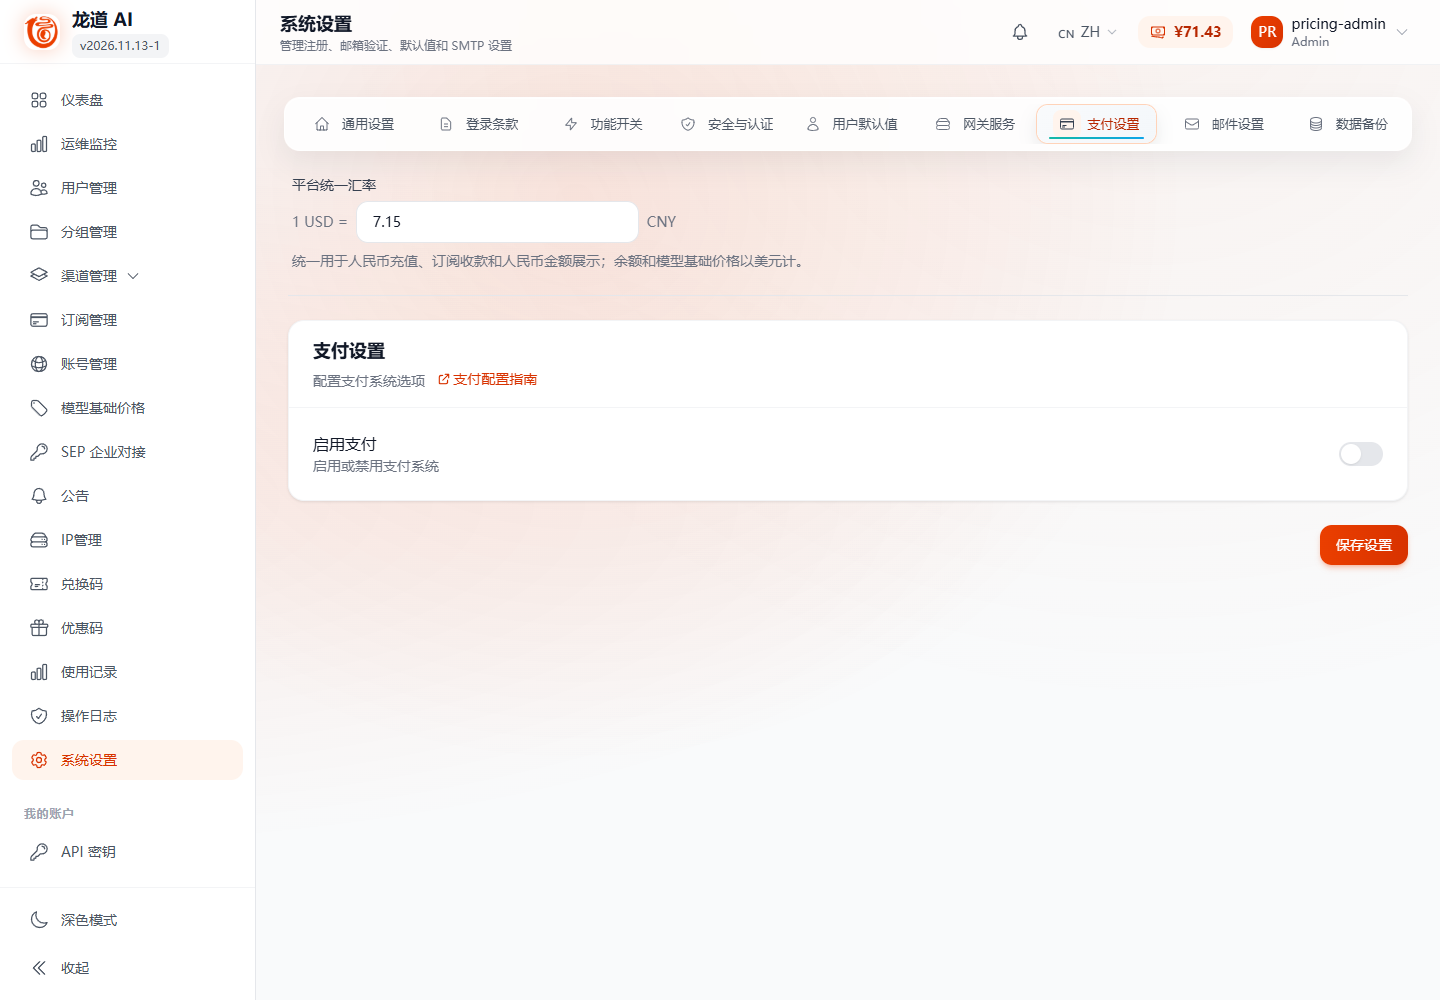 龙道 AI
v2026.11.13-1
仪表盘
运维监控
用户管理
分组管理
渠道管理
订阅管理
账号管理
模型基础价格
SEP 企业对接
公告
IP管理
兑换码
优惠码
使用记录
操作日志
系统设置
我的账户
API 密钥
深色模式
收起
系统设置
管理注册、邮箱验证、默认值和 SMTP 设置
CN ZH
¥71.43
PR
pricing-admin
Admin
通用设置
登录条款
功能开关
安全与认证
用户默认值
网关服务
支付设置
邮件设置
数据备份
平台统一汇率
1 USD = 7.15 CNY
统一用于人民币充值、订阅收款和人民币金额展示；余额和模型基础价格以美元计。
支付设置
配置支付系统选项 支付配置指南
启用支付
启用或禁用支付系统
保存设置